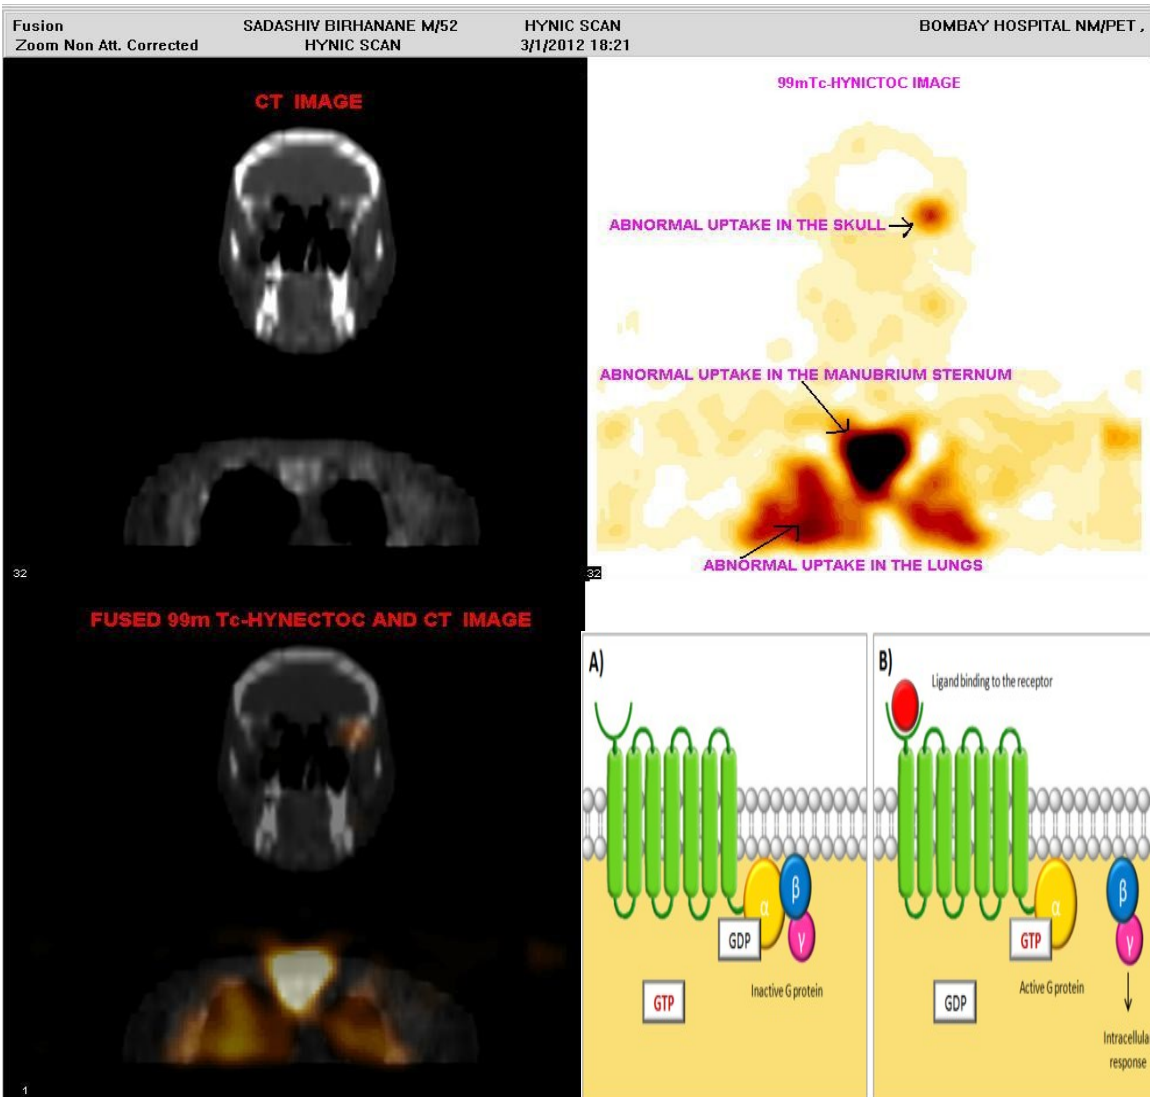 Fusion
SADASHIV BIRHANANE M/52
HYNIC SCAN
BOMBAY HOSPITAL NM/PET ,
Zoom Non Att. Corrected
HYNIC SCAN
3/1/2012 18:21
CT IMAGE
32
99mTc-HYNICTOC IMAGE
ABNORMAL UPTAKE IN THE SKULL
ABNORMAL UPTAKE IN THE MANUBRIUM STERNUM
ABNORMAL UPTAKE IN THE LUNGS
32
FUSED 99m Tc-HYNECTOC AND CT IMAGE
1
A)
α
β
γ
GDP
GTP
Inactive G protein
B)
Ligand binding to the receptor
α
β
γ
GTP
GDP
Active G protein
Intracellula
response